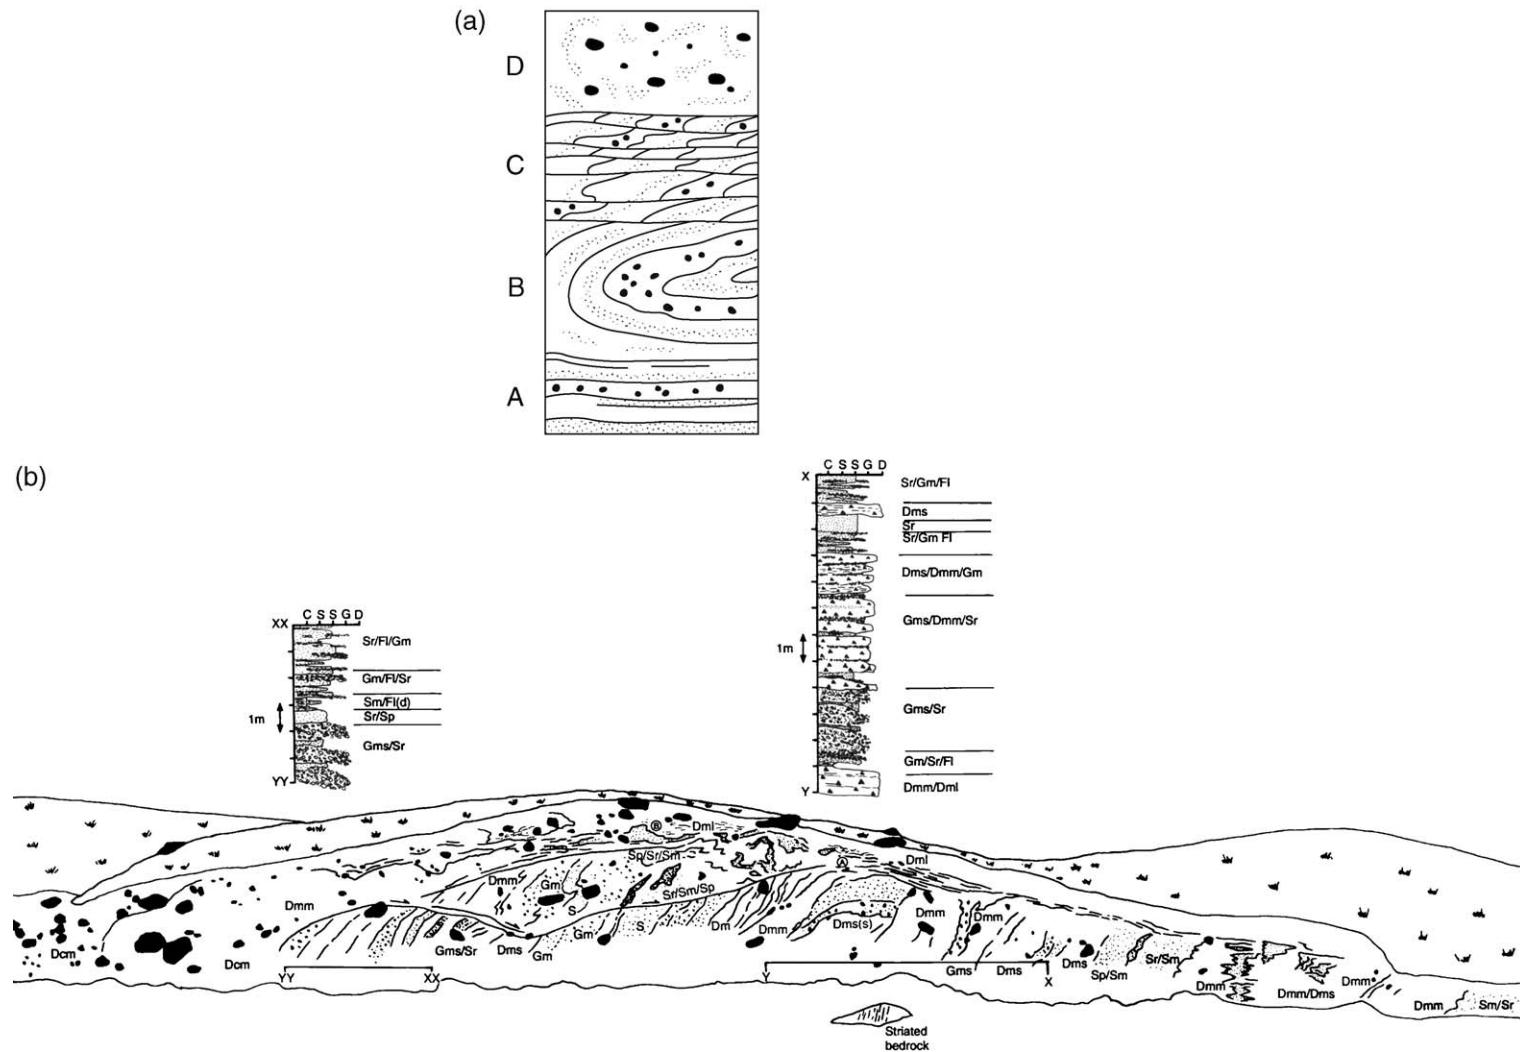 (a)
D
C
B
A
(b)
C S S G D
X
Sr/Gm/Fl
Dms
Sr
Sr/Gm Fl
Dms/Dmm/Gm
Gms/Dmm/Sr
1m
Gms/Sr
Gm/Sr/Fl
Y
Dmm/Dml
C S S G D
XX
Sr/Fl/Gm
Gm/Fl/Sr
Sm/Fl(d)
Sr/Sp
1m
Gms/Sr
YY
B
Dml
Sp/Sr/Sm
A
Dml
Dmm
Gm
Srf/Sm/Sp
Dmm
S
Dmm
Dmm
Dms(s)
Dm
Dmm
S
Gm
Gms/Sr
Dms
Gm
Dcm
Dcm
Gms
Dms
Dms
Sp/Sm
Sr/Sm
Dmm
Dmm/Dms
Dmm
Dmm
Sm/Sr
YY
XX
Y
X
Striated
bedrock